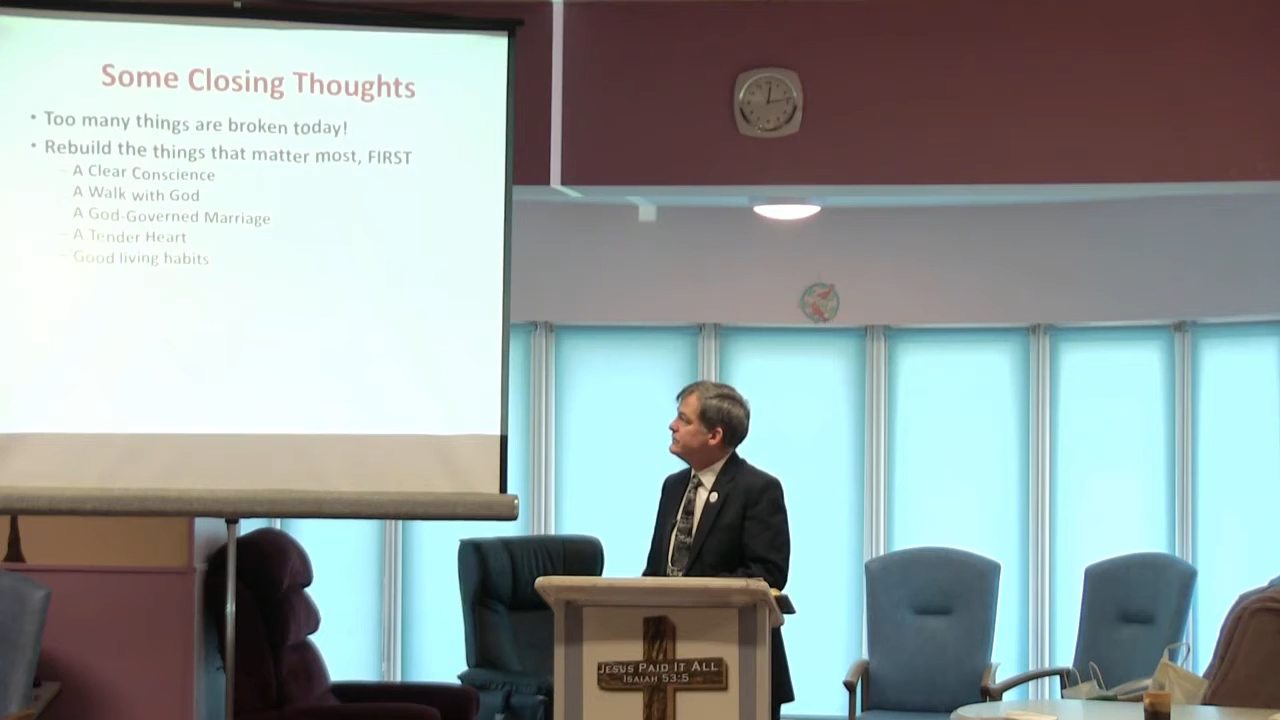 Some Closing Thoughts
• Too many things are broken today!
• Rebuild the things that matter most, FIRST
– A Clear Conscience
A Walk with God
A God-Governed Marriage
– A Tender Heart
– Good living habits
JESUS PAID IT ALL
ISAIAH 53:5